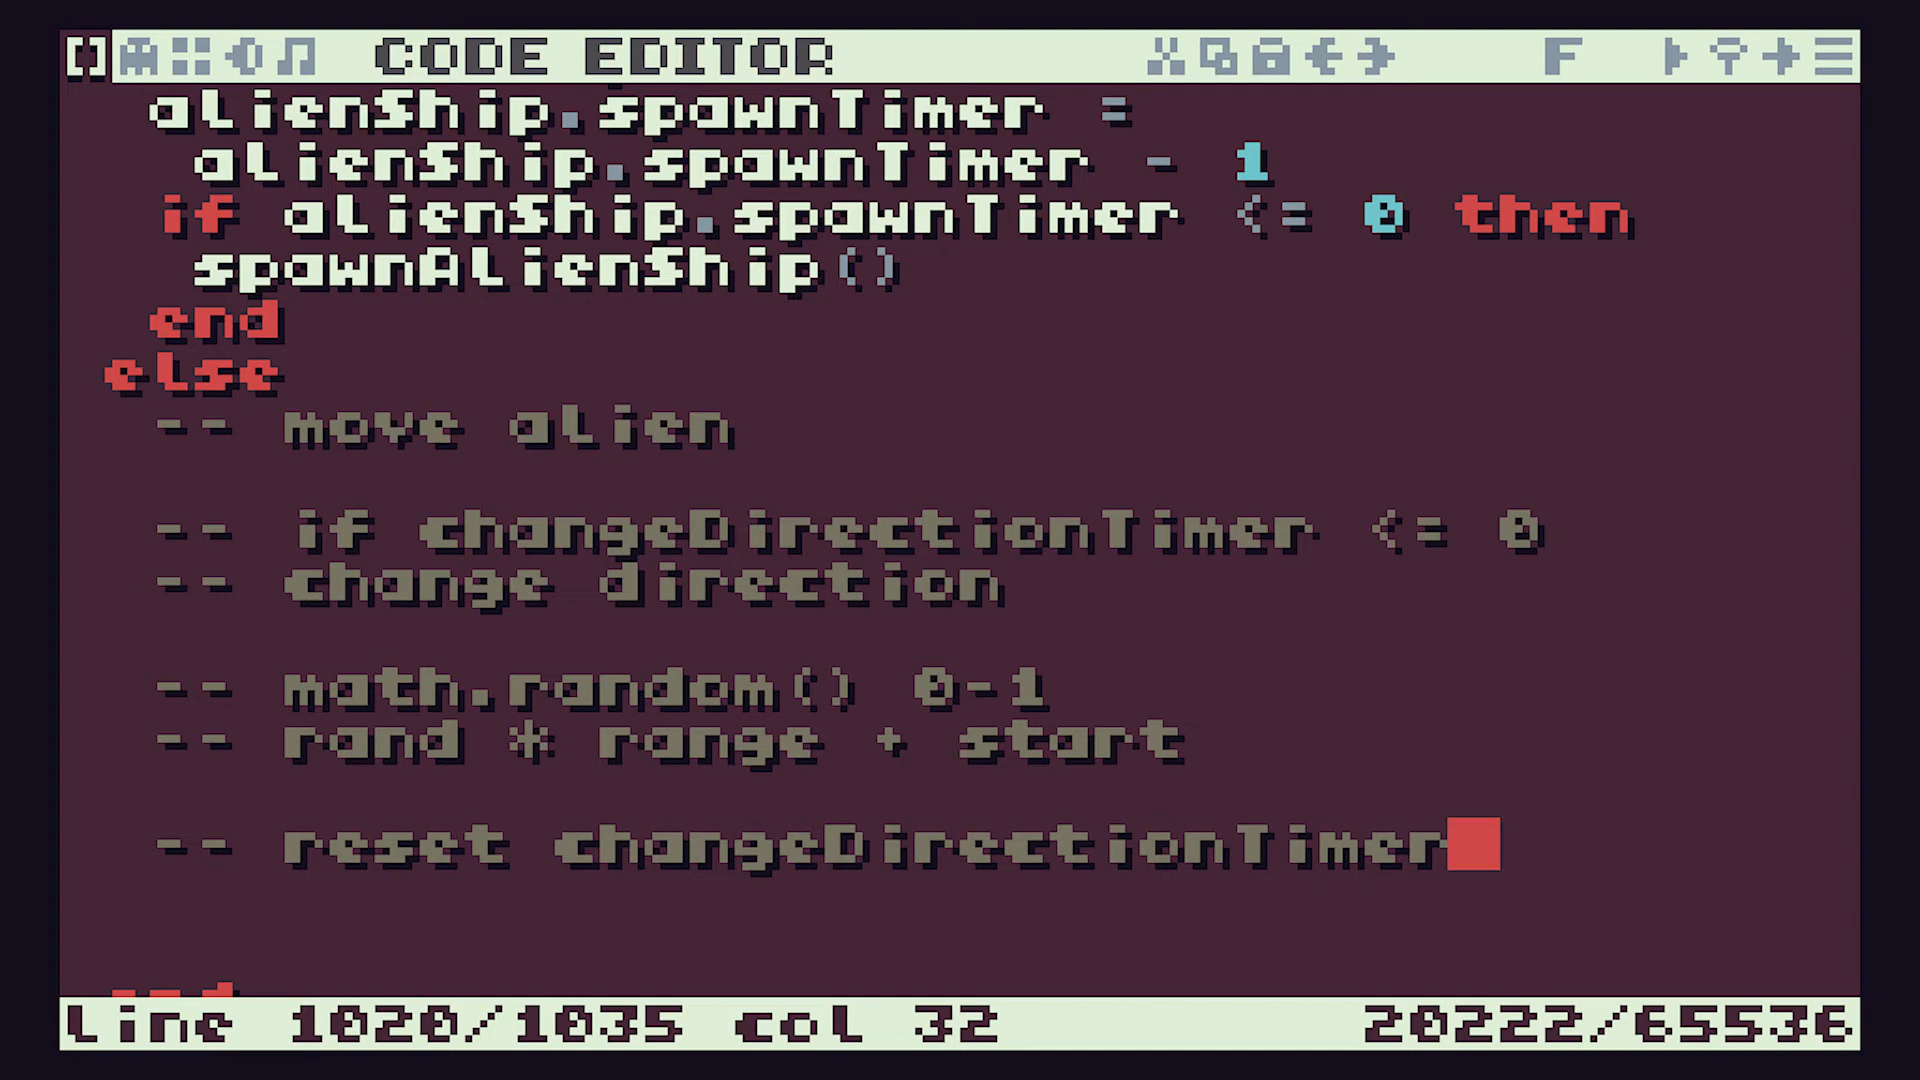 CODE EDITOR F
alienShip.spawnTimer =
alienShip.spawnTimer - 1
if alienShip.spawnTimer <= 0 then
spawnAlienShip()
end
else
-- move alien
-- if changeDirectionTimer <= 0
-- change direction
-- math.random() 0-1
-- rand * range + start
-- reset changeDirectionTimer
end
line 1020/1035 col 32 20222/65536